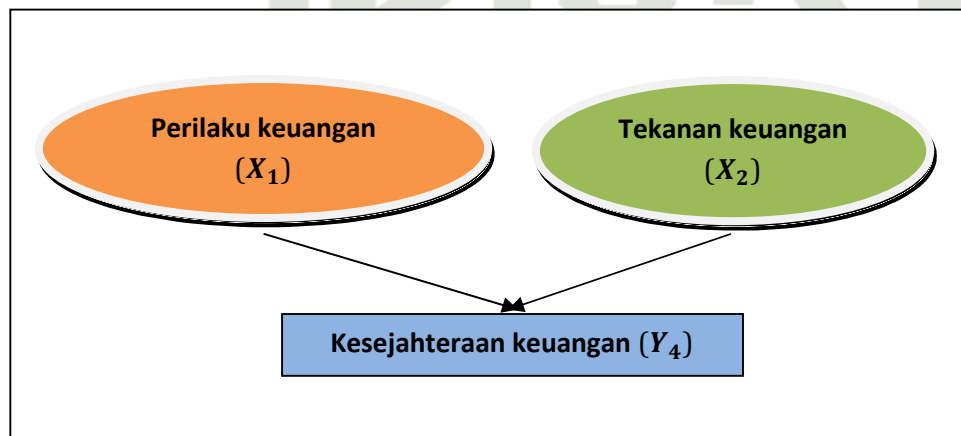 Perilaku keuangan
(X₁)
Tekanan keuangan
(X₂)
Kesejahteraan keuangan (Y₄)